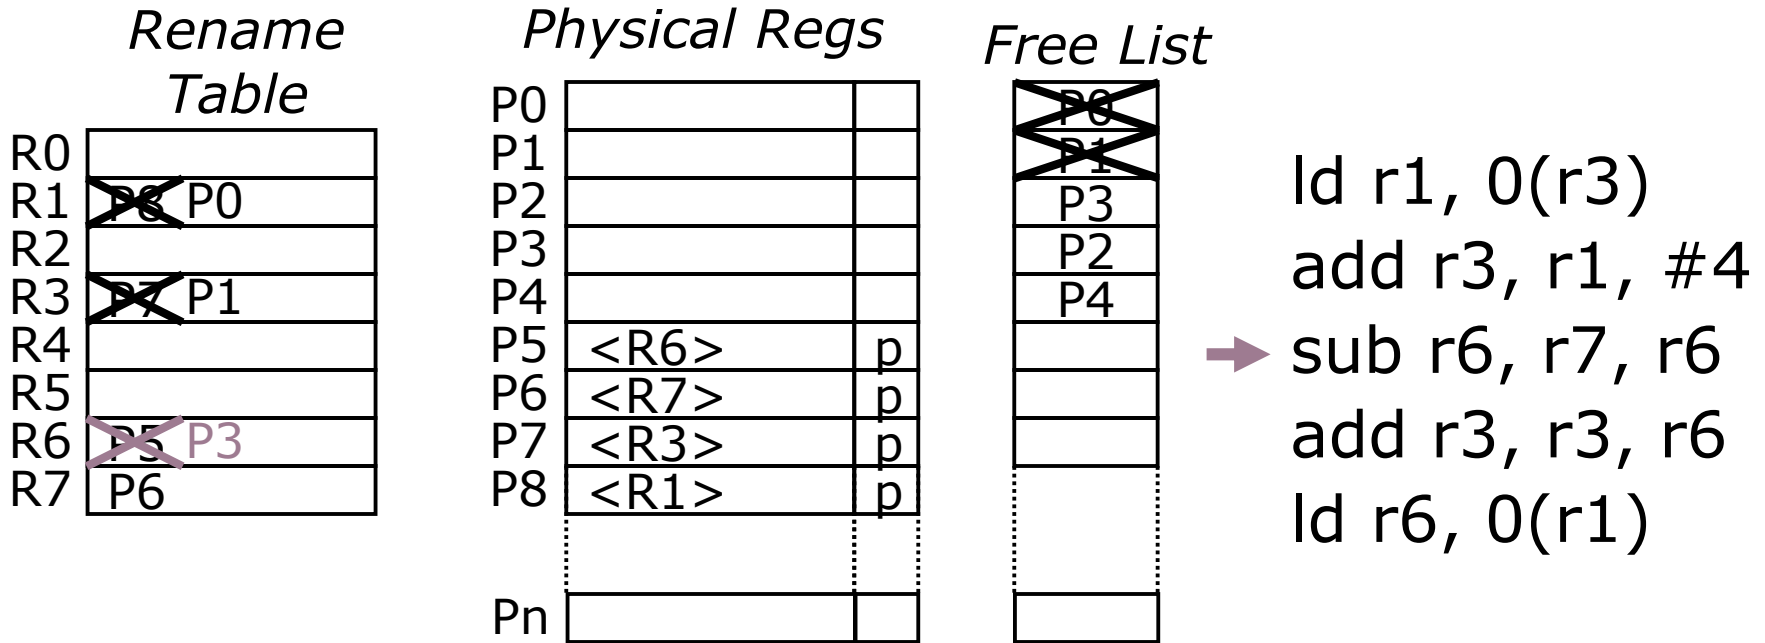 Rename
Table
R0
R1 P8 P0
R2
R3 P7 P1
R4
R5
R6 P5 P3
R7 P6
Physical Regs
P0
P1
P2
P3
P4
P5 <R6> p
P6 <R7> p
P7 <R3> p
P8 <R1> p
Pn
Free List
P0
P1
P3
P2
P4
ld r1, 0(r3)
add r3, r1, #4
sub r6, r7, r6
add r3, r3, r6
ld r6, 0(r1)